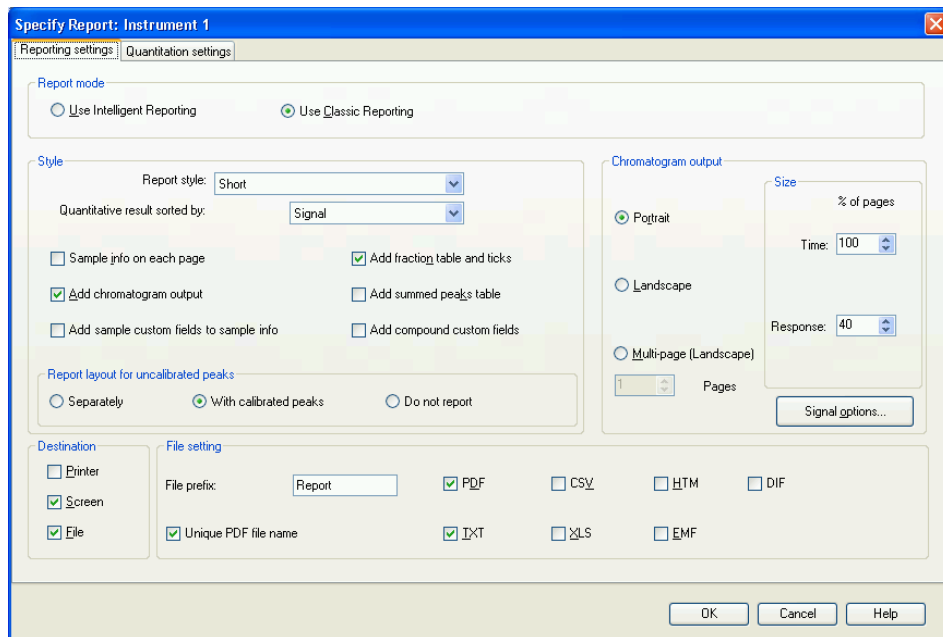 Specify Report: Instrument 1
Reporting settings
Quantitation settings
Report mode
Use Intelligent Reporting
Use Classic Reporting
Style
Report style: Short
Quantitative result sorted by: Signal
Sample info on each page
Add fraction table and ticks
Add chromatogram output
Add summed peaks table
Add sample custom fields to sample info
Add compound custom fields
Report layout for uncalibrated peaks
Separately
With calibrated peaks
Do not report
Chromatogram output
Portrait
Landscape
Multi-page (Landscape)
1 Pages
Size
% of pages
Time: 100
Response: 40
Signal options...
Destination
Printer
Screen
File
File setting
File prefix: Report
PDF
CSV
HTM
DIF
Unique PDF file name
TXT
XLS
EMF
OK
Cancel
Help